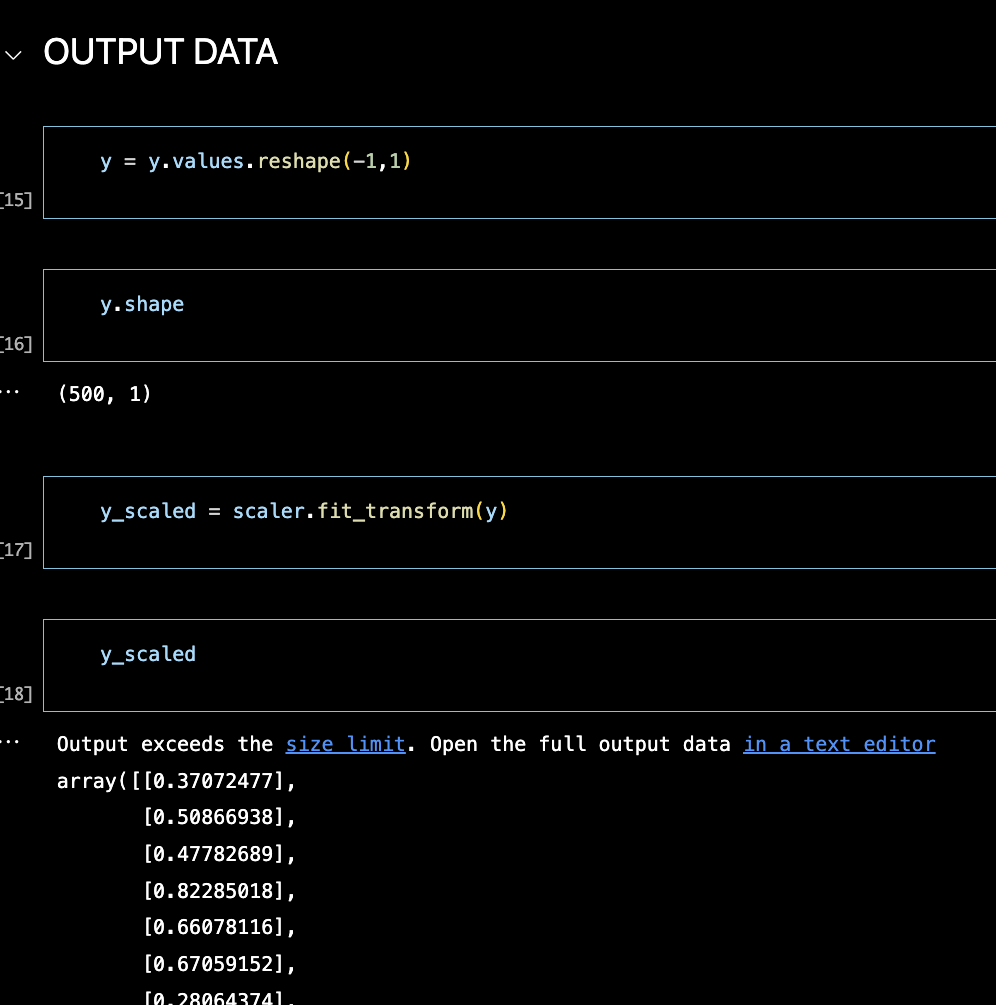 OUTPUT DATA
y = y.values.reshape(-1,1)
[15]
y.shape
[16]
(500, 1)
y_scaled = scaler.fit_transform(y)
[17]
y_scaled
[18]
Output exceeds the size limit. Open the full output data in a text editor
array([[0.37072477],
[0.50866938],
[0.47782689],
[0.82285018],
[0.66078116],
[0.67059152],
[0.28064374],